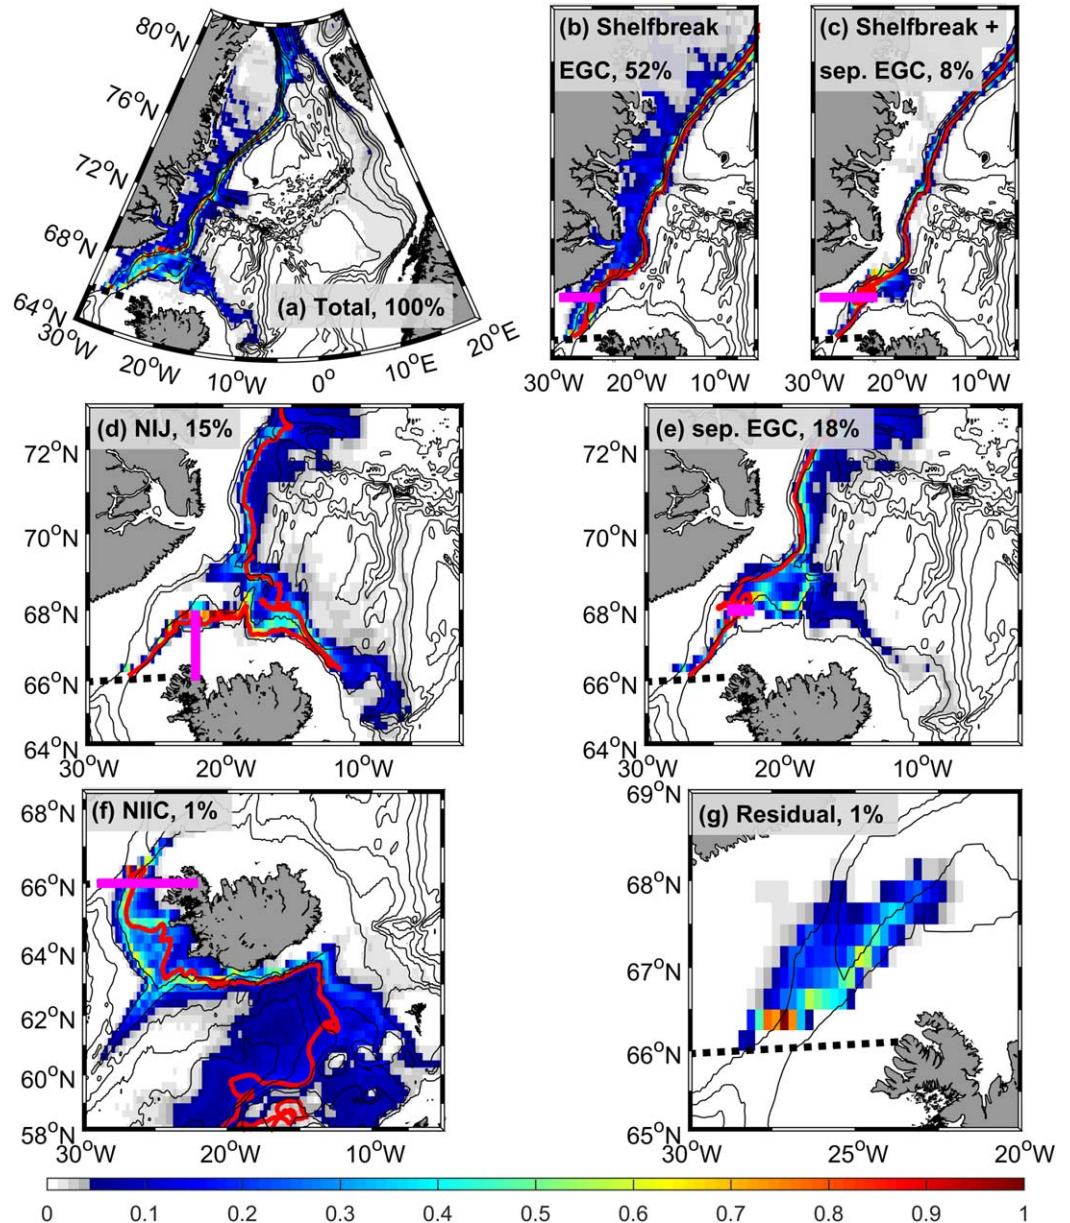 80°N
76°N
72°N
68°N
64°N
30°W
20°W
10°W
0°
10°E
20°E
(a) Total, 100%
(b) Shelfbreak
EGC, 52%
30°W 20°W 10°W
(c) Shelfbreak +
sep. EGC, 8%
30°W 20°W 10°W
(d) NIJ, 15%
72°N
70°N
68°N
66°N
64°N
30°W 20°W 10°W
(e) sep. EGC, 18%
72°N
70°N
68°N
66°N
64°N
30°W 20°W 10°W
(f) NIIC, 1%
68°N
66°N
64°N
62°N
60°N
58°N
30°W 20°W 10°W
(g) Residual, 1%
69°N
68°N
67°N
66°N
65°N
30°W 25°W 20°W
0 0.1 0.2 0.3 0.4 0.5 0.6 0.7 0.8 0.9 1